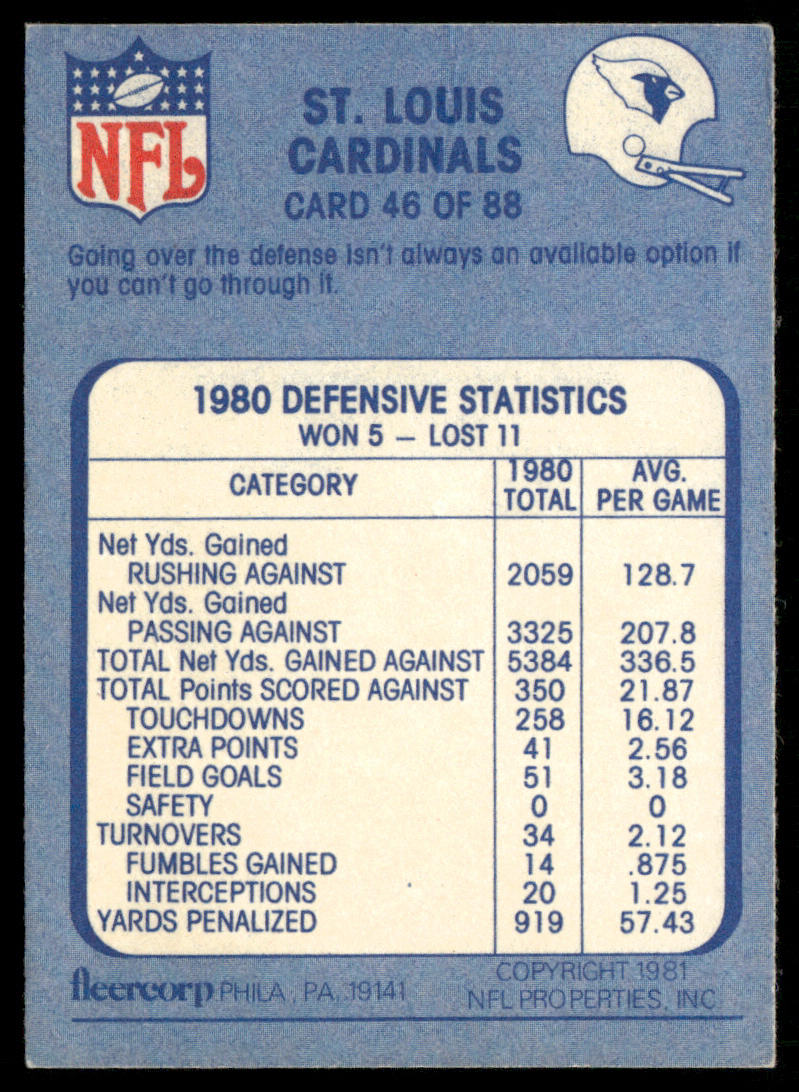 NFL
ST. LOUIS
CARDINALS
CARD 46 OF 88
Going over the defense isn't always an available option if
you can't go through it.
1980 DEFENSIVE STATISTICS
WON 5 – LOST 11
CATEGORY 1980 TOTAL AVG. PER GAME
Net Yds. Gained
RUSHING AGAINST 2059 128.7
Net Yds. Gained
PASSING AGAINST 3325 207.8
TOTAL Net Yds. GAINED AGAINST 5384 336.5
TOTAL Points SCORED AGAINST 350 21.87
TOUCHDOWNS 258 16.12
EXTRA POINTS 41 2.56
FIELD GOALS 51 3.18
SAFETY 0 0
TURNOVERS 34 2.12
FUMBLES GAINED 14 .875
INTERCEPTIONS 20 1.25
YARDS PENALIZED 919 57.43
fleercorp PHILA., PA. 19141
COPYRIGHT 1981
NFL PROPERTIES, INC.